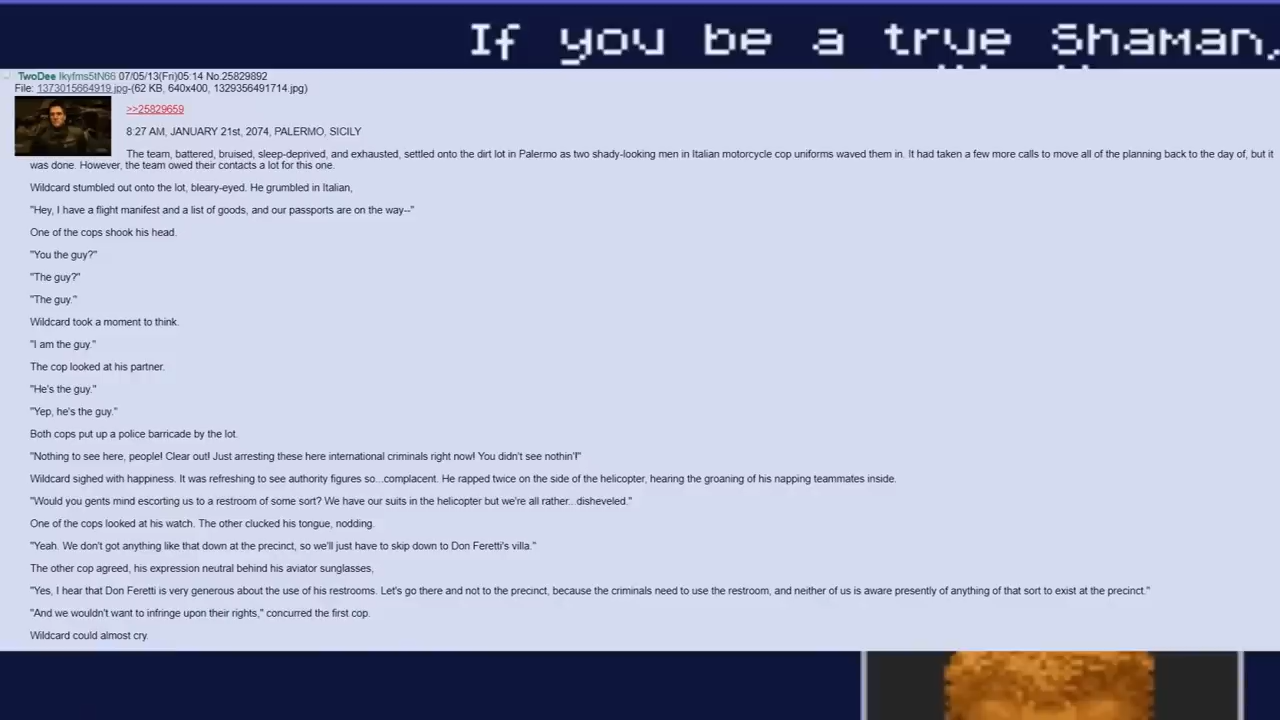 If you be a true Shaman,
TwoDee !kyfms5tN66 07/05/13(Fri)05:14 No.25829892
File: 1373015664919.jpg-(62 KB, 640x400, 1329356491714.jpg)
>>25829659
8:27 AM, JANUARY 21st, 2074, PALERMO, SICILY
The team, battered, bruised, sleep-deprived, and exhausted, settled onto the dirt lot in Palermo as two shady-looking men in Italian motorcycle cop uniforms waved them in. It had taken a few more calls to move all of the planning back to the day of, but it
was done. However, the team owed their contacts a lot for this one.
Wildcard stumbled out onto the lot, bleary-eyed. He grumbled in Italian,
"Hey, I have a flight manifest and a list of goods, and our passports are on the way--"
One of the cops shook his head.
"You the guy?"
"The guy?"
"The guy."
Wildcard took a moment to think.
"I am the guy."
The cop looked at his partner.
"He's the guy."
"Yep, he's the guy."
Both cops put up a police barricade by the lot.
"Nothing to see here, people! Clear out! Just arresting these here international criminals right now! You didn't see nothin'!"
Wildcard sighed with happiness. It was refreshing to see authority figures so...complacent. He rapped twice on the side of the helicopter, hearing the groaning of his napping teammates inside.
"Would you gents mind escorting us to a restroom of some sort? We have our suits in the helicopter but we're all rather...disheveled."
One of the cops looked at his watch. The other clucked his tongue, nodding.
"Yeah. We don't got anything like that down at the precinct, so we'll just have to skip down to Don Feretti's villa."
The other cop agreed, his expression neutral behind his aviator sunglasses,
"Yes, I hear that Don Feretti is very generous about the use of his restrooms. Let's go there and not to the precinct, because the criminals need to use the restroom, and neither of us is aware presently of anything of that sort to exist at the precinct."
"And we wouldn't want to infringe upon their rights," concurred the first cop.
Wildcard could almost cry.